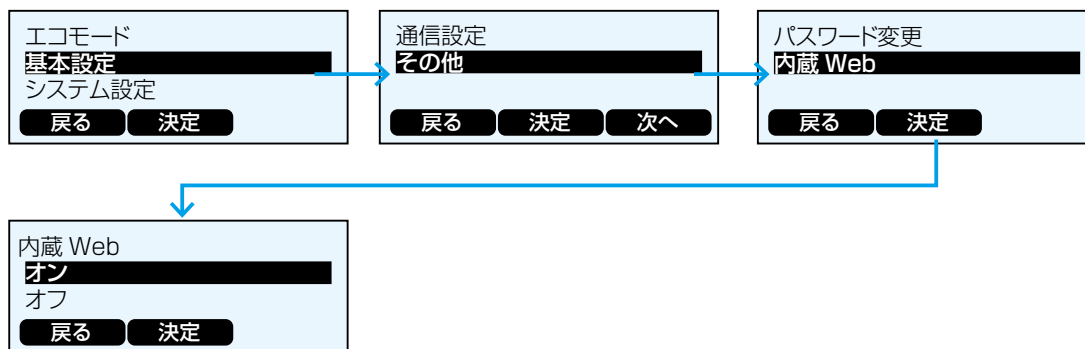 エコモード
基本設定
システム設定
戻る 決定
通信設定
その他
戻る 決定 次へ
パスワード変更
内蔵 Web
戻る 決定
内蔵 Web
オン
オフ
戻る 決定